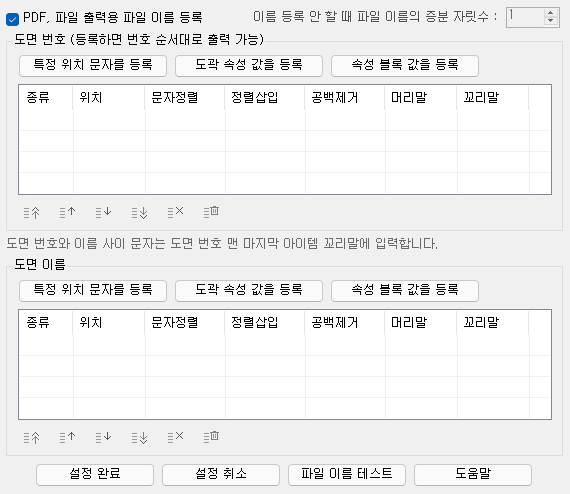 PDF, 파일 출력용 파일 이름 등록 이름 등록 안 할 때 파일 이름의 증분 자릿수 : 1
도면 번호 (등록하면 번호 순서대로 출력 가능)
특정 위치 문자를 등록 도곽 속성 값을 등록 속성 블록 값을 등록
종류 위치 문자정렬 정렬삽입 공백제거 머리말 꼬리말
도면 번호와 이름 사이 문자는 도면 번호 맨 마지막 아이템 꼬리말에 입력합니다.
도면 이름
특정 위치 문자를 등록 도곽 속성 값을 등록 속성 블록 값을 등록
종류 위치 문자정렬 정렬삽입 공백제거 머리말 꼬리말
설정 완료 설정 취소 파일 이름 테스트 도움말